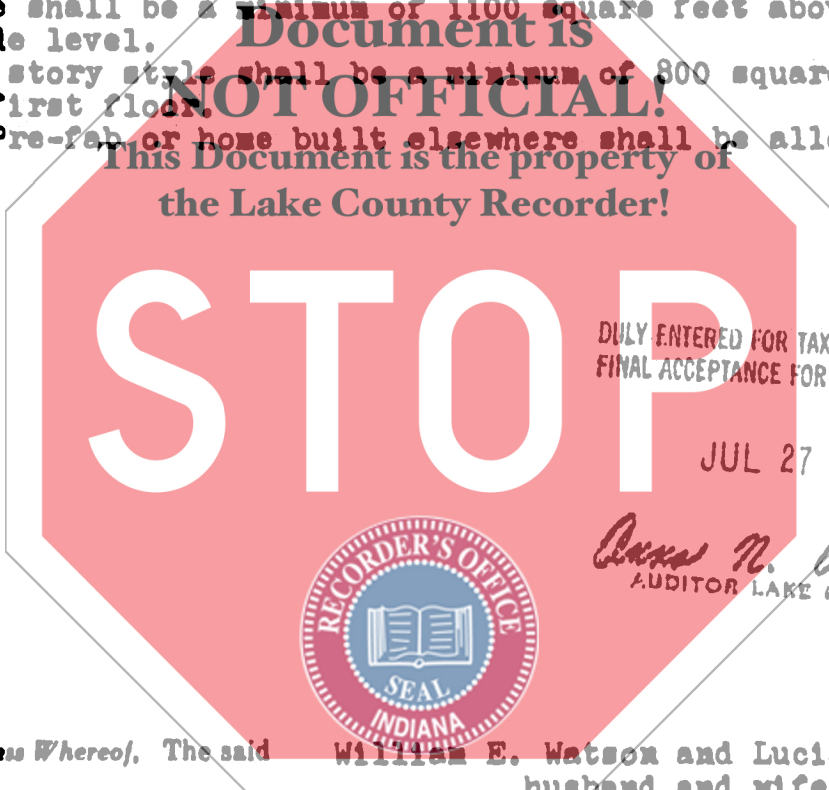 shall be a minimum of 1100 square feet abov
e level.
Document is
story style shall be a minimum of 800 squar
irst floor.
NOT OFFICIAL!
re-fab or home built elsewhere shall be all
This Document is the property of
the Lake County Recorder!
STOP
DULY ENTERED FOR TAX
FINAL ACCEPTANCE FOR
JUL 27
Anna N.
AUDITOR LAKE
RECORDER'S OFFICE
SEAL
INDIANA
Whereof, The said William E. Watson and Luci
husband and wife